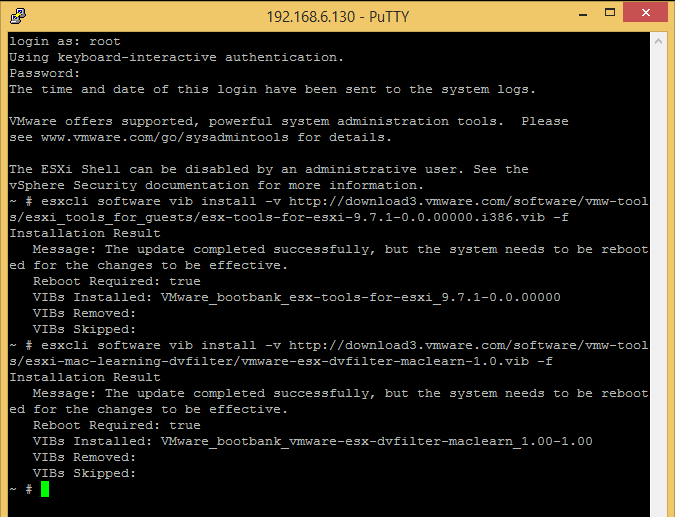 192.168.6.130 - PuTTY
login as: root
Using keyboard-interactive authentication.
Password:
The time and date of this login have been sent to the system logs.
VMware offers supported, powerful system administration tools.  Please
see www.vmware.com/go/sysadmintools for details.
The ESXi Shell can be disabled by an administrative user. See the
vSphere Security documentation for more information.
~ # esxcli software vib install -v http://download3.vmware.com/software/vmw-tool
s/esxi_tools_for_guests/esx-tools-for-esxi-9.7.1-0.0.00000.i386.vib -f
Installation Result
   Message: The update completed successfully, but the system needs to be reboot
ed for the changes to be effective.
   Reboot Required: true
   VIBs Installed: VMware_bootbank_esx-tools-for-esxi_9.7.1-0.0.00000
   VIBs Removed:
   VIBs Skipped:
~ # esxcli software vib install -v http://download3.vmware.com/software/vmw-tool
s/esxi-mac-learning-dvfilter/vmware-esx-dvfilter-maclearn-1.0.vib -f
Installation Result
   Message: The update completed successfully, but the system needs to be reboot
ed for the changes to be effective.
   Reboot Required: true
   VIBs Installed: VMware_bootbank_vmware-esx-dvfilter-maclearn_1.00-1.00
   VIBs Removed:
   VIBs Skipped:
~ #